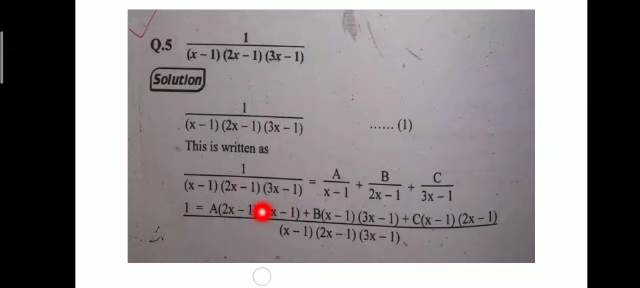 Q.5 1 / (x – 1) (2x – 1) (3x – 1)
Solution
1 / (x – 1) (2x – 1) (3x – 1) ...... (1)
This is written as
1 / (x – 1) (2x – 1) (3x – 1) = A / x – 1 + B / 2x – 1 + C / 3x – 1
1 = A(2x – 1) x – 1) + B(x – 1) (3x – 1) + C(x – 1) (2x – 1)
(x – 1) (2x – 1) (3x – 1)